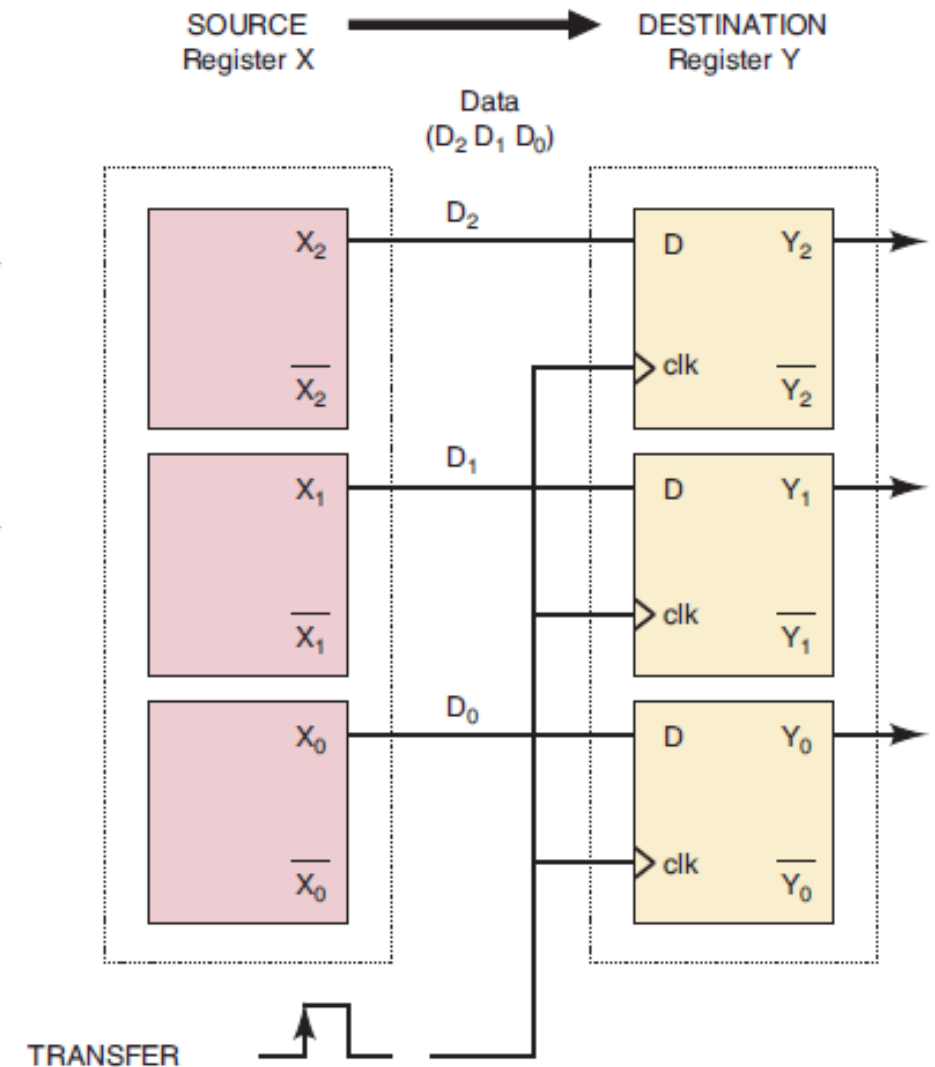 SOURCE
Register X
DESTINATION
Register Y
Data
(D₂ D₁ D₀)
X₂
X̅₂
D₂
D
Y₂
clk
Y̅₂
X₁
X̅₁
D₁
D
Y₁
clk
Y̅₁
X₀
X̅₀
D₀
D
Y₀
clk
Y̅₀
TRANSFER